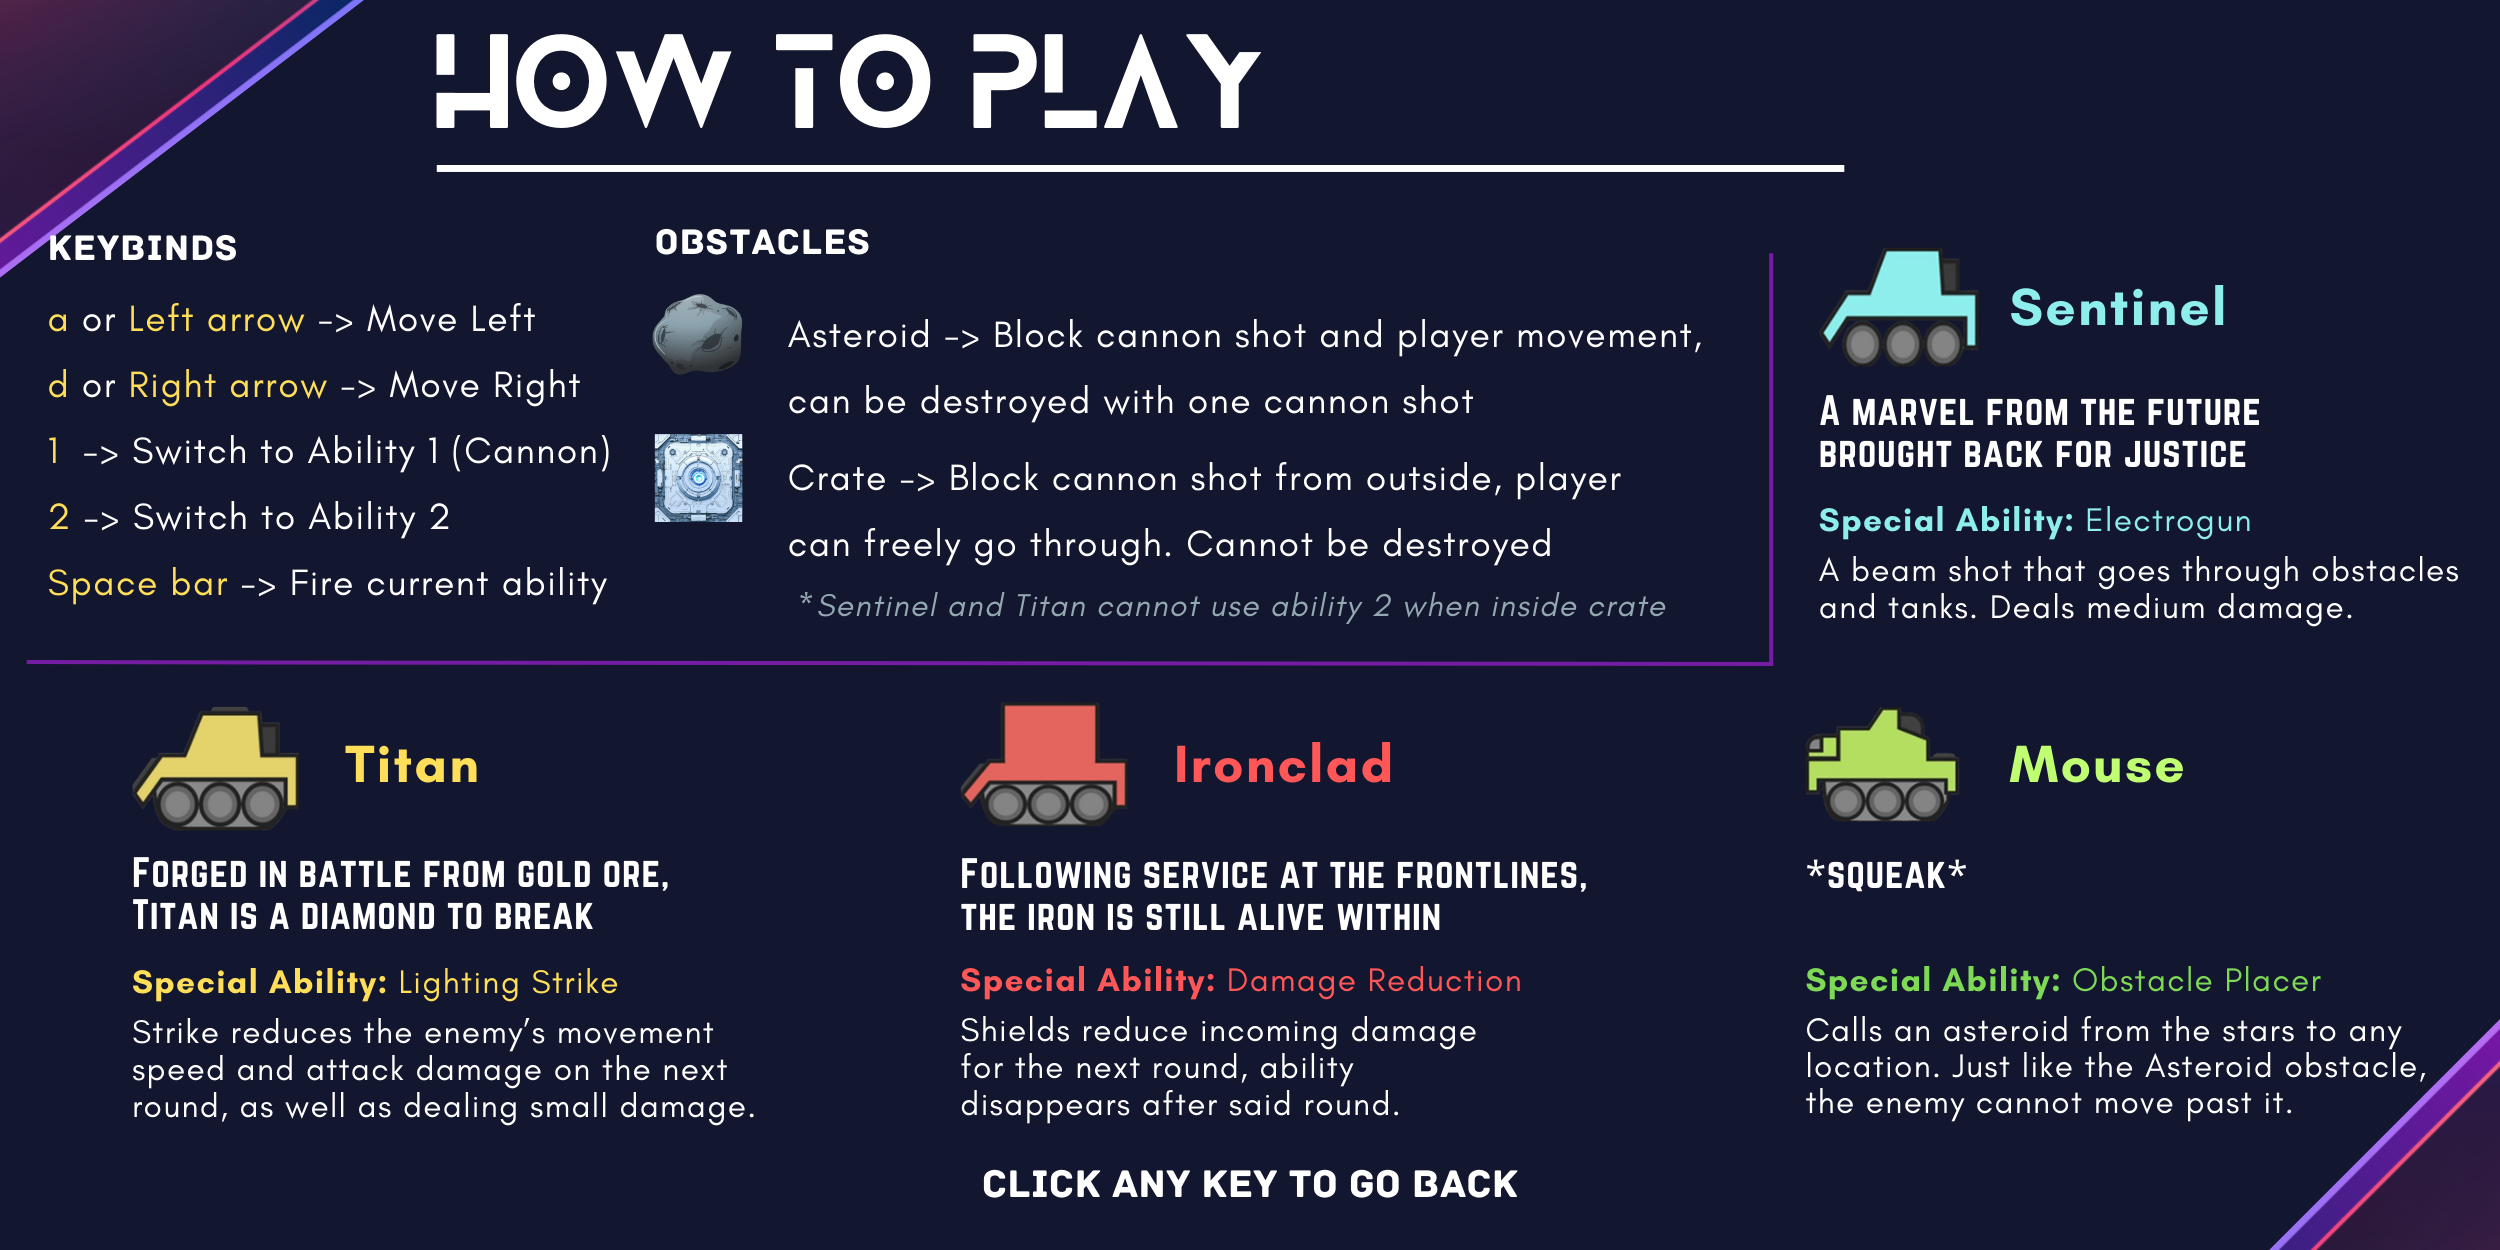 HOW TO PLAY
KEYBINDS
a or Left arrow -> Move Left
d or Right arrow -> Move Right
1 -> Switch to Ability 1 (Cannon)
2 -> Switch to Ability 2
Space bar -> Fire current ability
OBSTACLES
Asteroid -> Block cannon shot and player movement,
can be destroyed with one cannon shot
Crate -> Block cannon shot from outside, player
can freely go through. Cannot be destroyed
*Sentinel and Titan cannot use ability 2 when inside crate
Sentinel
A MARVEL FROM THE FUTURE
BROUGHT BACK FOR JUSTICE
Special Ability: Electrogun
A beam shot that goes through obstacles
and tanks. Deals medium damage.
Titan
FORGED IN BATTLE FROM GOLD ORE,
TITAN IS A DIAMOND TO BREAK
Special Ability: Lighting Strike
Strike reduces the enemy's movement
speed and attack damage on the next
round, as well as dealing small damage.
Ironclad
FOLLOWING SERVICE AT THE FRONTLINES,
THE IRON IS STILL ALIVE WITHIN
Special Ability: Damage Reduction
Shields reduce incoming damage
for the next round, ability
disappears after said round.
Mouse
*SQUEAK*
Special Ability: Obstacle Placer
Calls an asteroid from the stars to any
location. Just like the Asteroid obstacle,
the enemy cannot move past it.
CLICK ANY KEY TO GO BACK